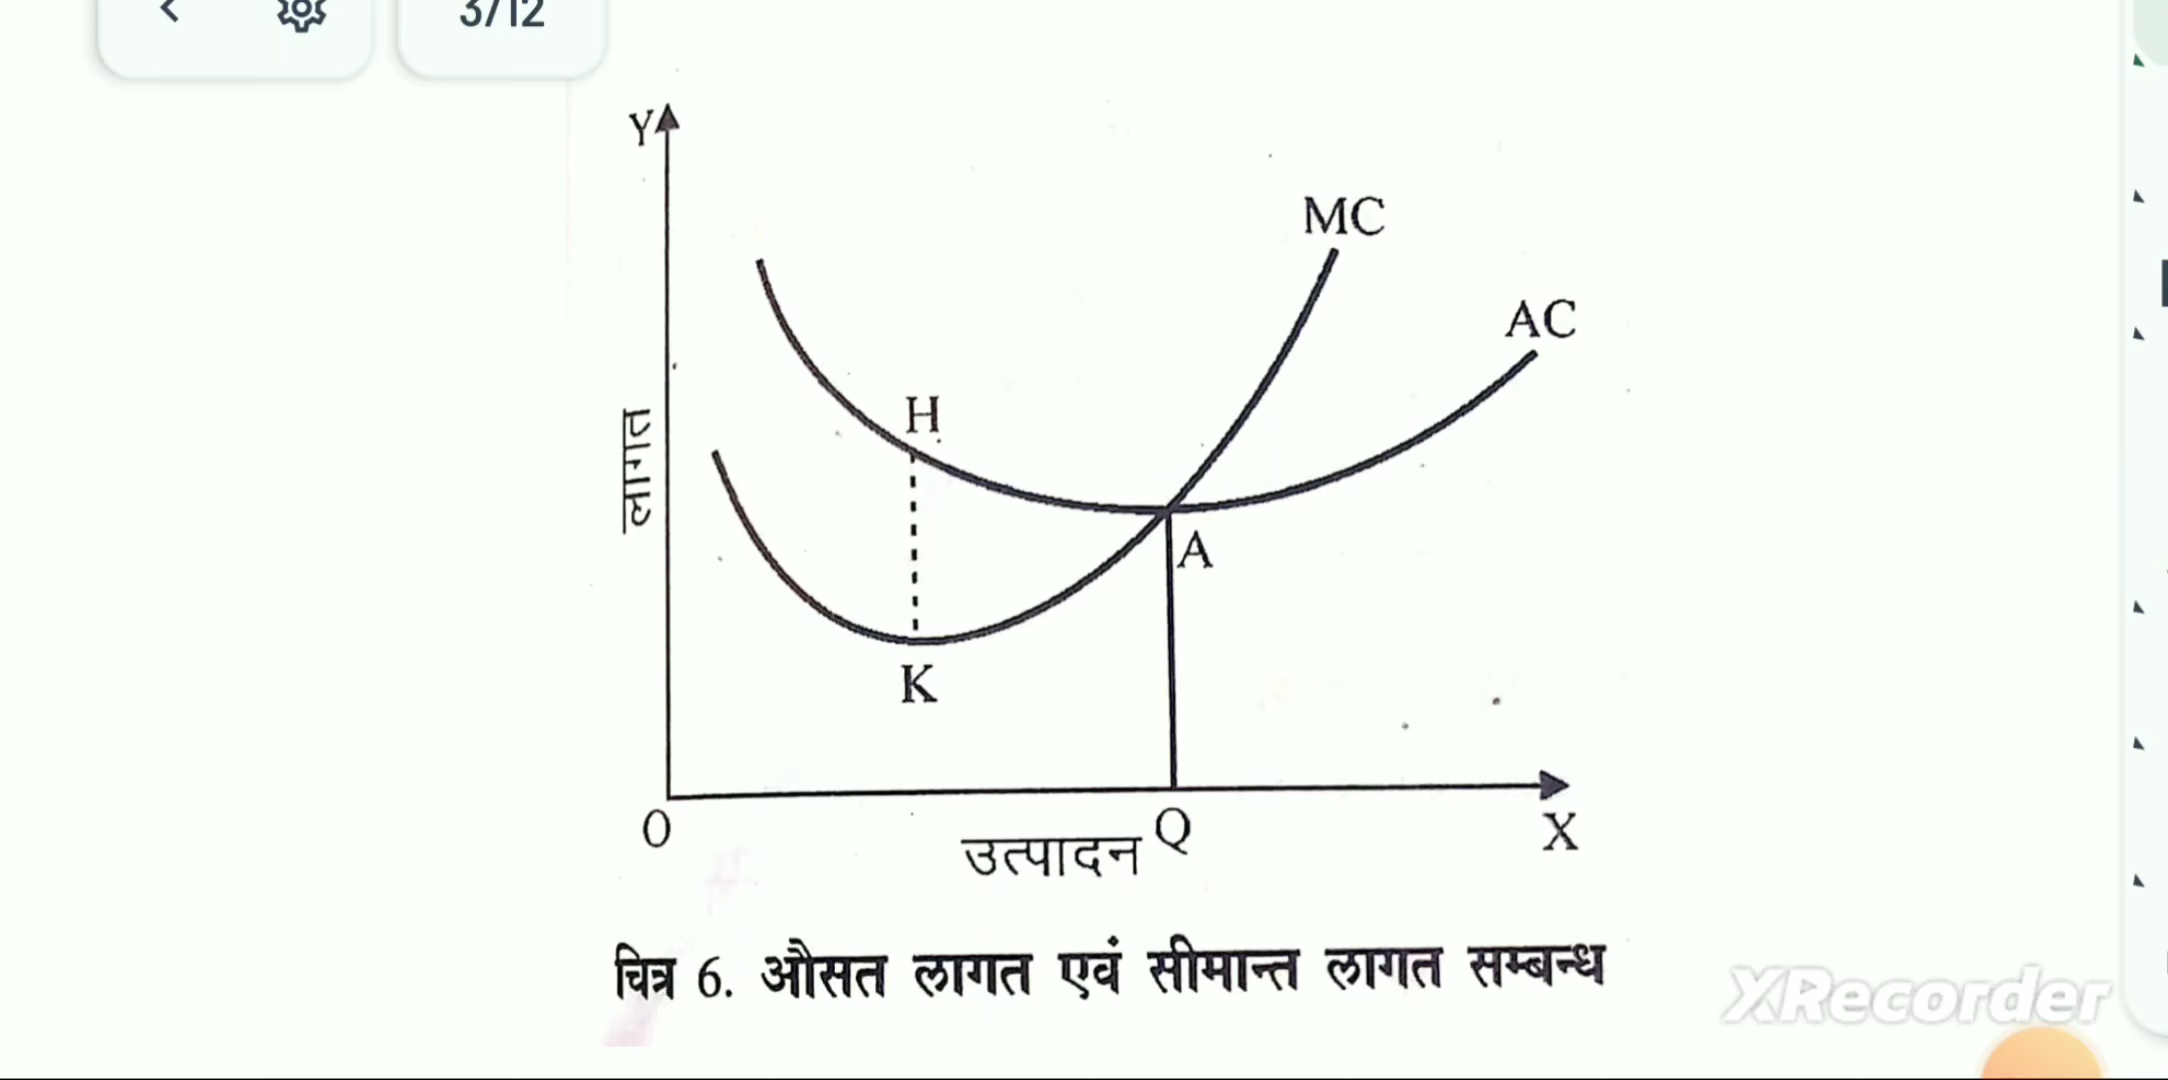 3/12
Y
MC
AC
H
लागत
A
K
O
Q
X
उत्पादन
चित्र 6. औसत लागत एवं सीमान्त लागत सम्बन्ध
XRecorder